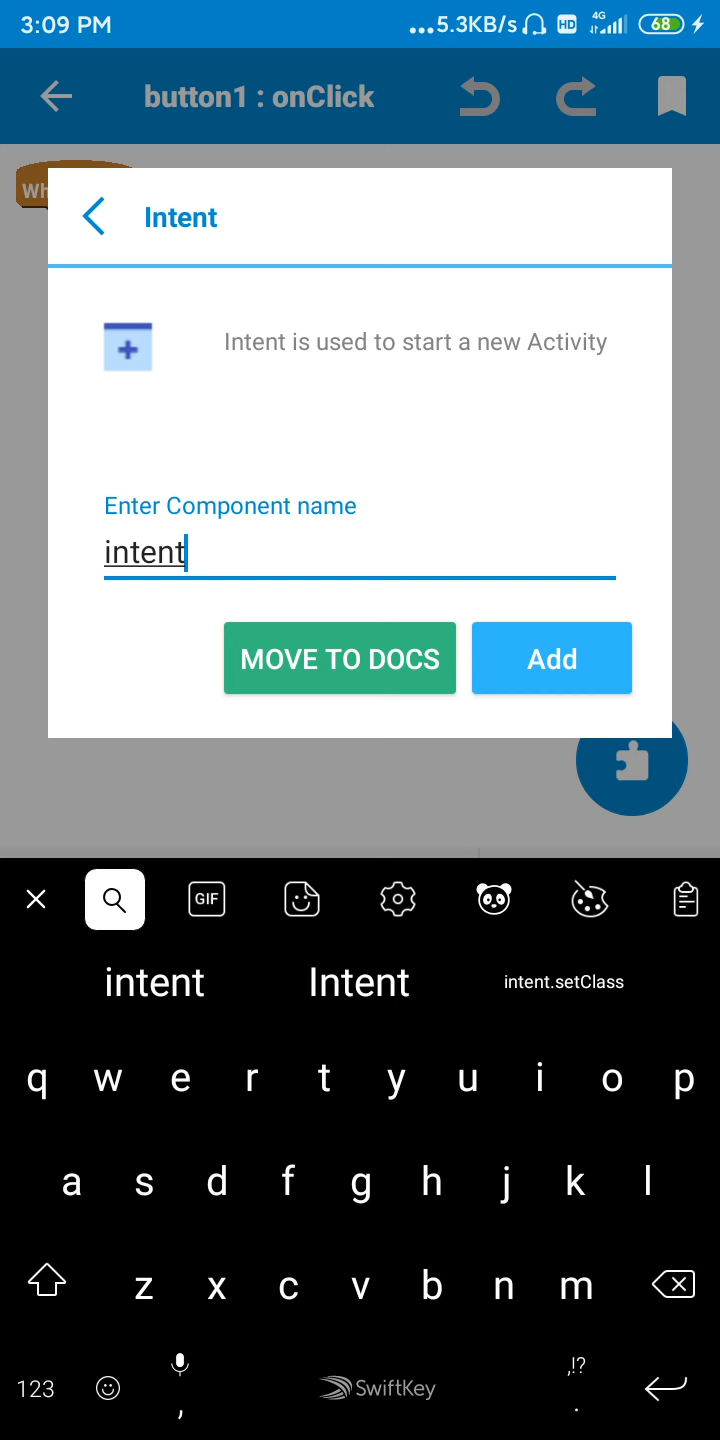 3:09 PM ...5.3KB/s HD 4G 68
button1 : onClick
Wh
Intent
Intent is used to start a new Activity
Enter Component name
intent
MOVE TO DOCS Add
GIF
intent Intent intent.setClass
q w e r t y u i o p
a s d f g h j k l
z x c v b n m
,!?
123 , SwiftKey .